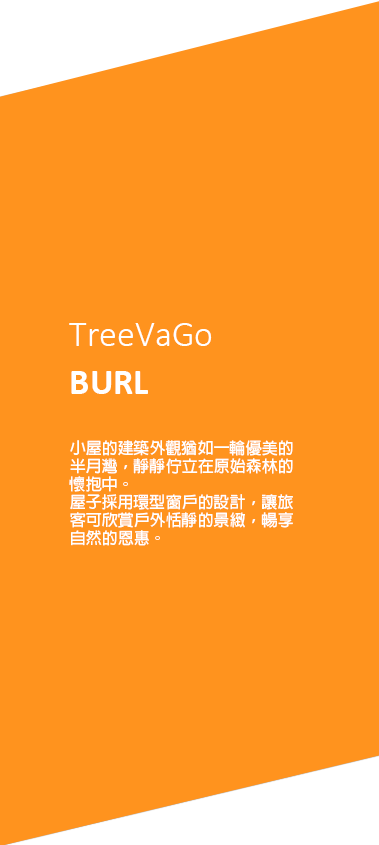 TreeVaGo
BURL
小屋的建築外觀猶如一輪優美的
半月灣，靜靜佇立在原始森林的
懷抱中。
屋子採用環型窗戶的設計，讓旅
客可欣賞戶外恬靜的景緻，暢享
自然的恩惠。